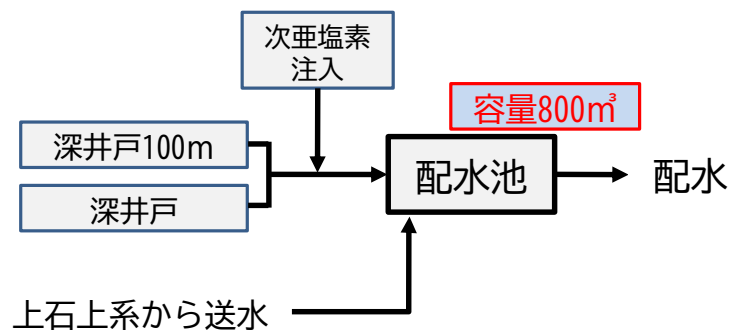 次亜塩素
注入
容量800㎥
深井戸100m
深井戸
配水池
配水
上石上系から送水